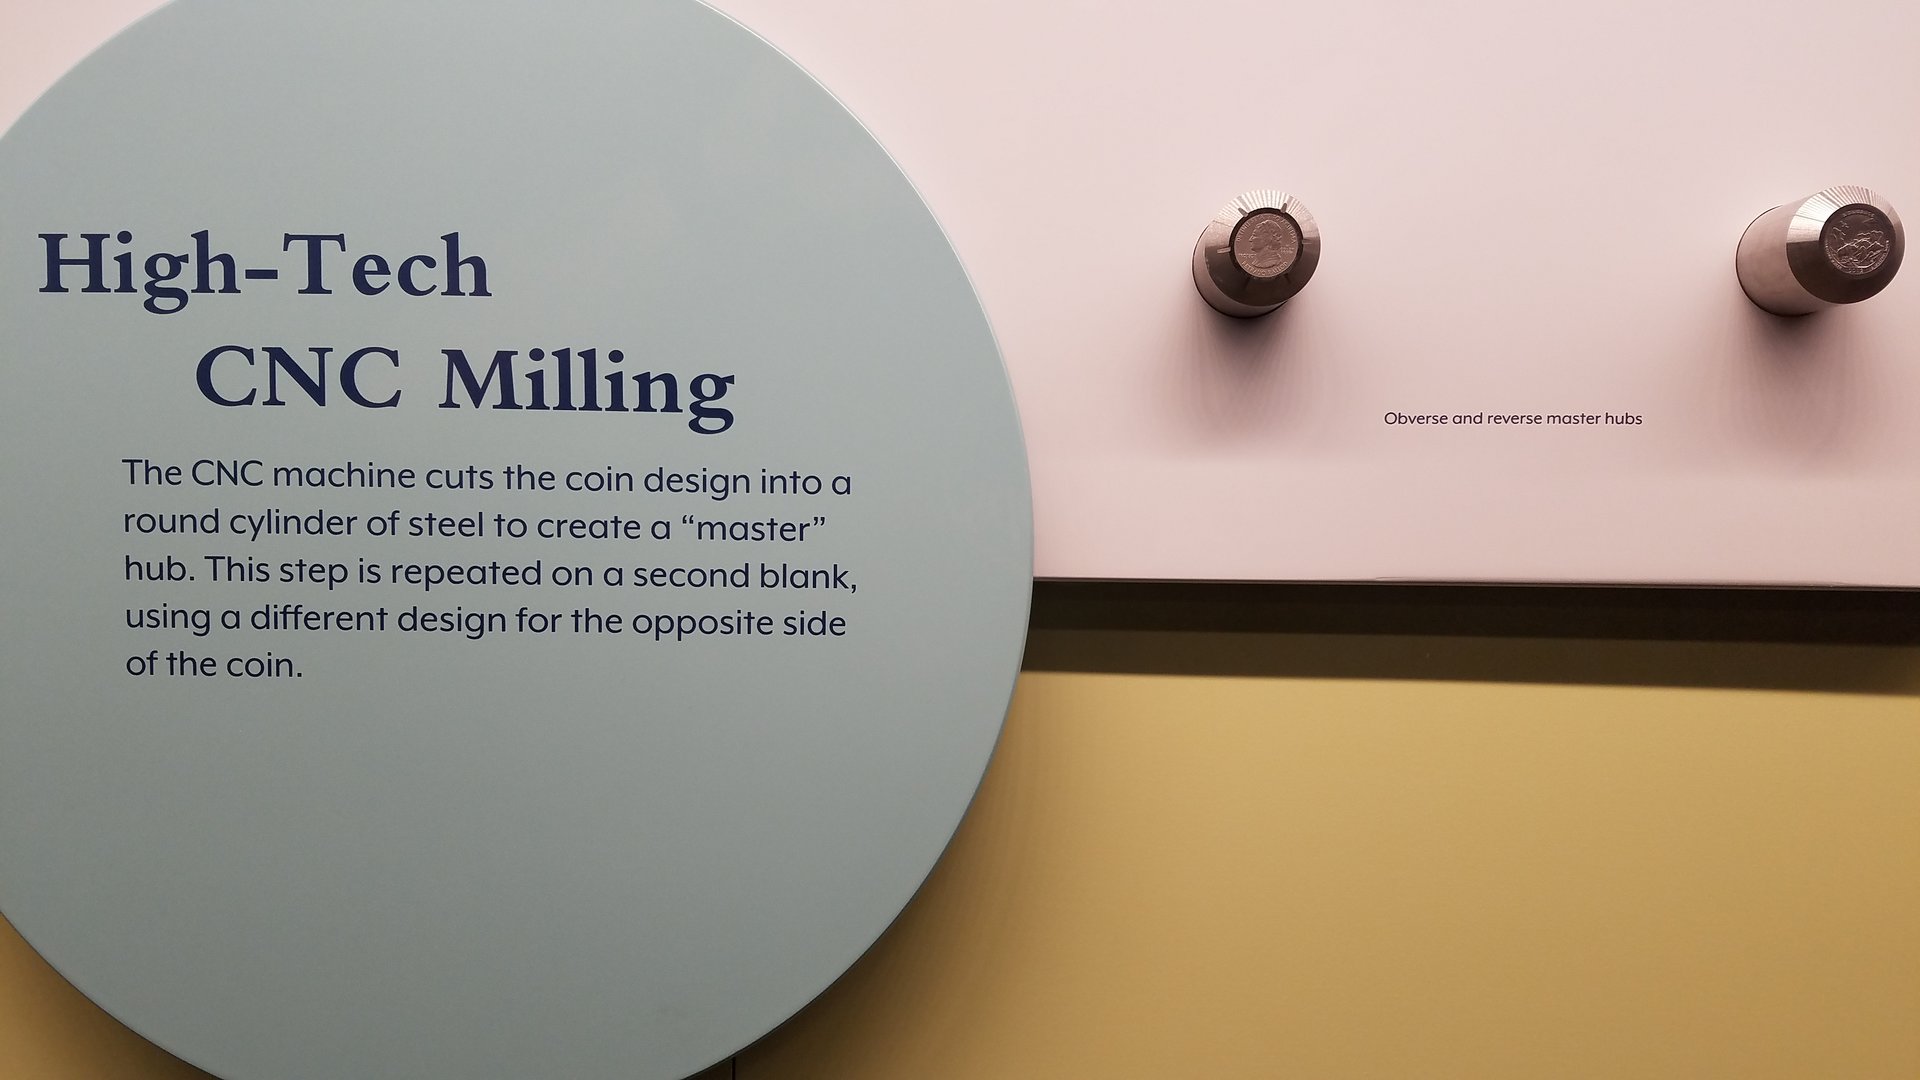 High-Tech
CNC Milling
The CNC machine cuts the coin design into a
round cylinder of steel to create a “master”
hub. This step is repeated on a second blank,
using a different design for the opposite side
of the coin.
Obverse and reverse master hubs